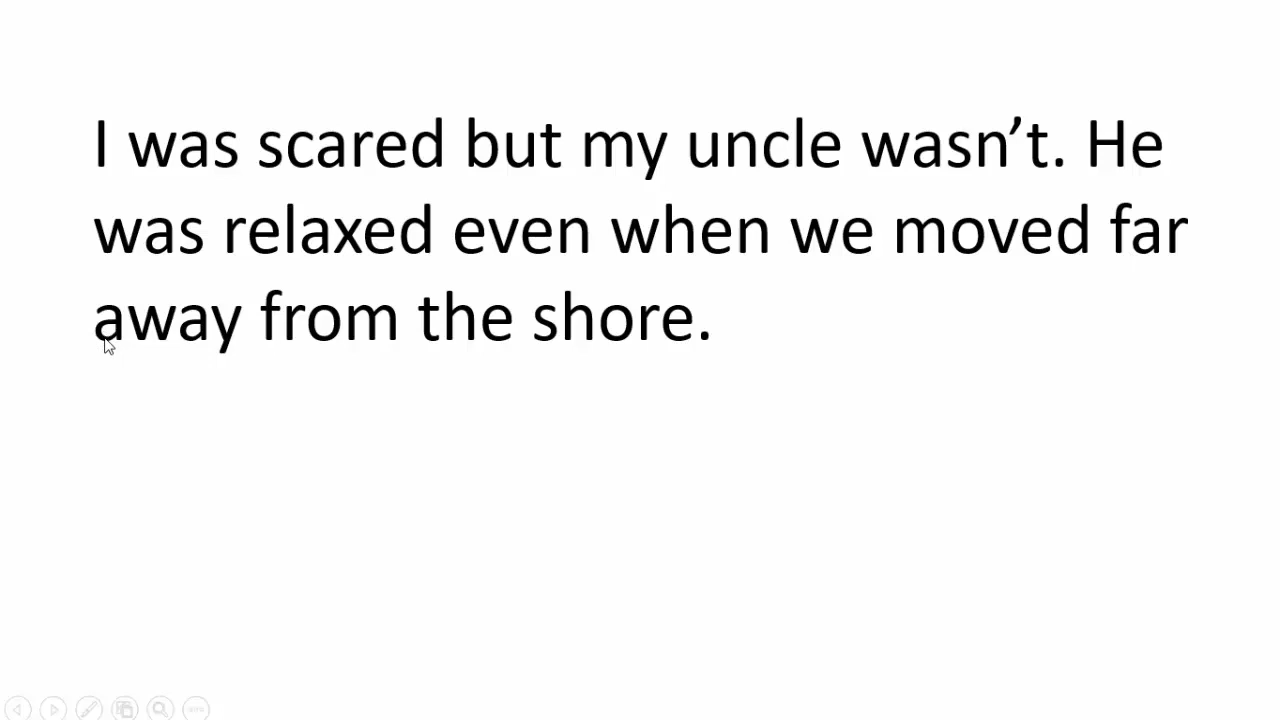 I was scared but my uncle wasn’t. He
was relaxed even when we moved far
away from the shore.